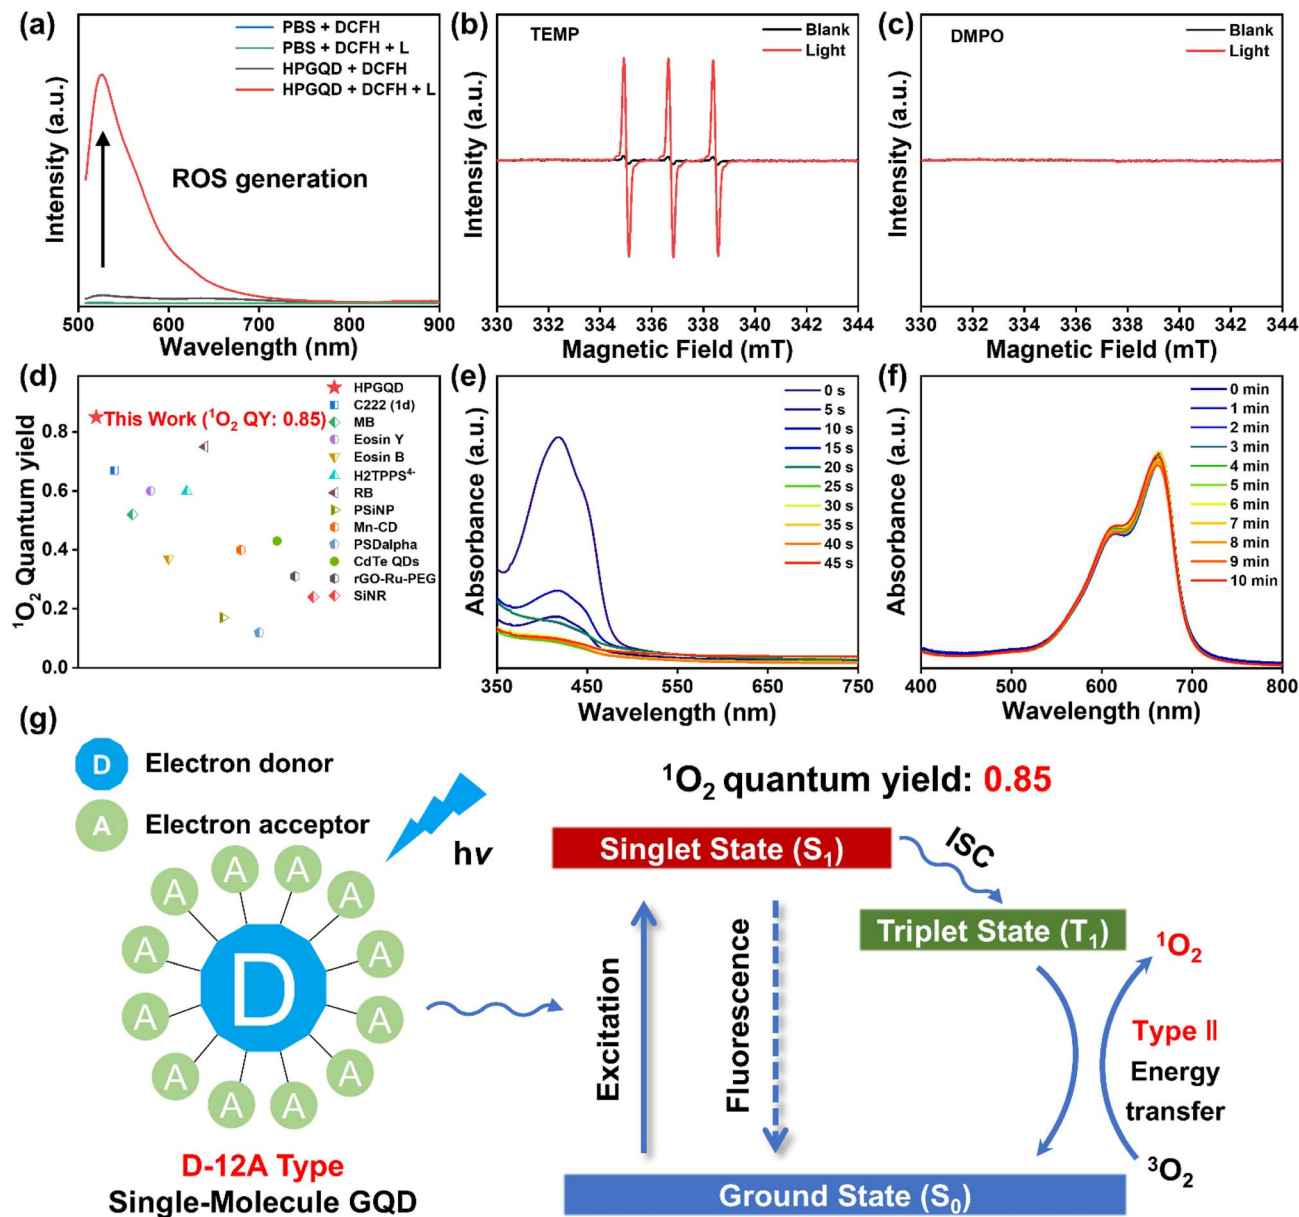 (a)
PBS + DCFH
PBS + DCFH + L
HPGQD + DCFH
HPGQD + DCFH + L
ROS generation
Intensity (a.u.)
500 600 700 800 900
Wavelength (nm)
(b)
TEMP
Blank
Light
Intensity (a.u.)
330 332 334 336 338 340 342 344
Magnetic Field (mT)
(c)
DMPO
Blank
Light
Intensity (a.u.)
330 332 334 336 338 340 342 344
Magnetic Field (mT)
(d)
This Work (¹O₂ QY: 0.85)
HPGQD
C222 (1d)
MB
Eosin Y
Eosin B
H2TPPS⁴⁻
RB
PSiNP
Mn-CD
PSDalpha
CdTe QDs
rGO-Ru-PEG
SiNR
¹O₂ Quantum yield
0.8
0.6
0.4
0.2
0.0
(e)
0 s
5 s
10 s
15 s
20 s
25 s
30 s
35 s
40 s
45 s
Absorbance (a.u.)
350 450 550 650 750
Wavelength (nm)
(f)
0 min
1 min
2 min
3 min
4 min
5 min
6 min
7 min
8 min
9 min
10 min
Absorbance (a.u.)
400 500 600 700 800
Wavelength (nm)
(g)
D
Electron donor
A
Electron acceptor
hν
A
A
A
A
A
A
A
A
A
A
A
A
D
D-12A Type
Single-Molecule GQD
¹O₂ quantum yield: 0.85
Singlet State (S₁)
ISC
Triplet State (T₁)
Excitation
Fluorescence
¹O₂
Type Ⅱ
Energy
transfer
³O₂
Ground State (S₀)